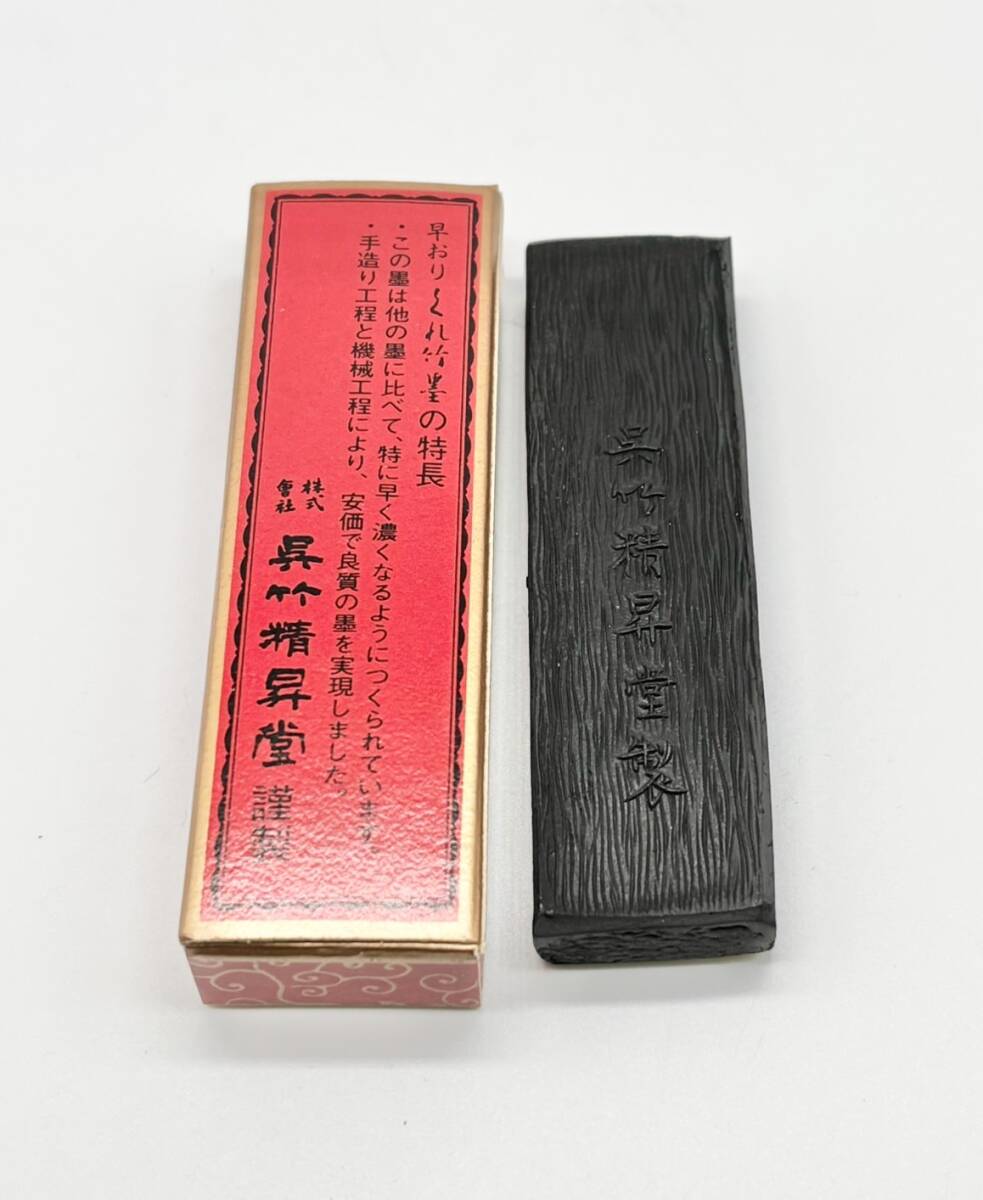 早おりくれ竹墨の特長
・この墨は他の墨に比べて、特に早く濃くなるようにつくられています。
・手造り工程と機械工程により、安価で良質の墨を実現しました。
株式會社 呉竹精昇堂 謹製
呉竹精昇堂製